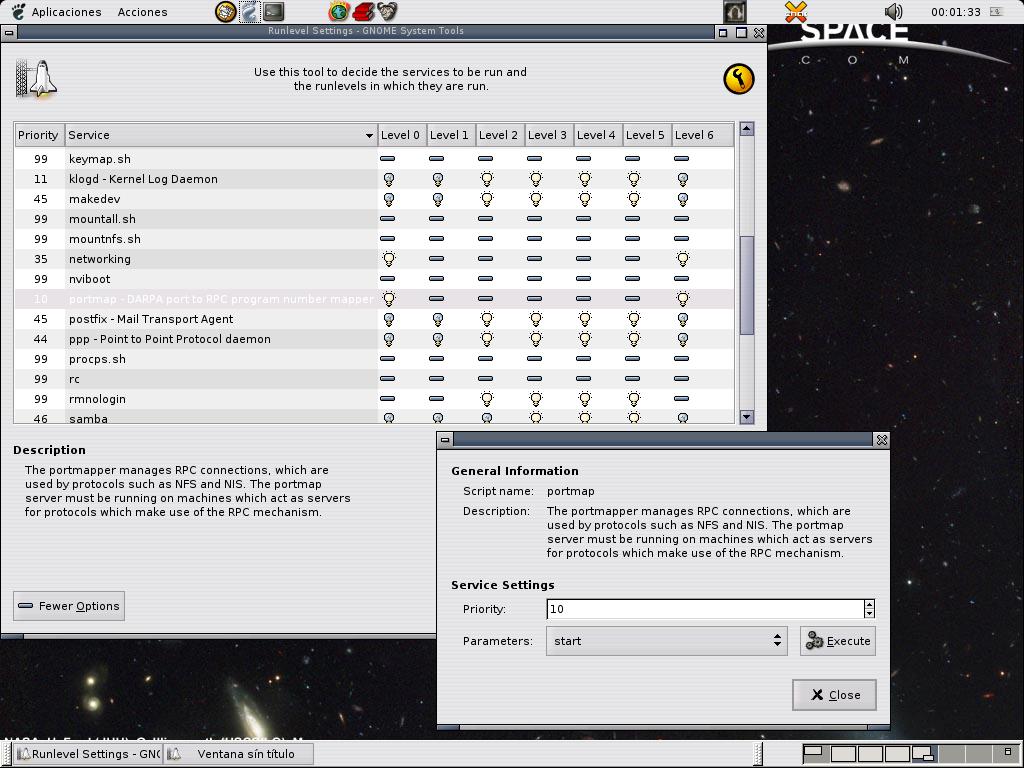 Aplicaciones Acciones 00:01:33
Runlevel Settings - GNOME System Tools
SPACE
C O M
Use this tool to decide the services to be run and
the runlevels in which they are run.
Priority Service Level 0 Level 1 Level 2 Level 3 Level 4 Level 5 Level 6
99 keymap.sh
11 klogd - Kernel Log Daemon
45 makedev
99 mountall.sh
99 mountnfs.sh
35 networking
99 nviboot
10 portmap - DARPA port to RPC program number mapper
45 postfix - Mail Transport Agent
44 ppp - Point to Point Protocol daemon
99 procps.sh
99 rc
99 rmnologin
46 samba
Description
The portmapper manages RPC connections, which are
used by protocols such as NFS and NIS. The portmap
server must be running on machines which act as servers
for protocols which make use of the RPC mechanism.
Fewer Options
General Information
Script name: portmap
Description: The portmapper manages RPC connections, which are
used by protocols such as NFS and NIS. The portmap
server must be running on machines which act as servers
for protocols which make use of the RPC mechanism.
Service Settings
Priority: 10
Parameters: start Execute
Close
Runlevel Settings - GNO Ventana sín título